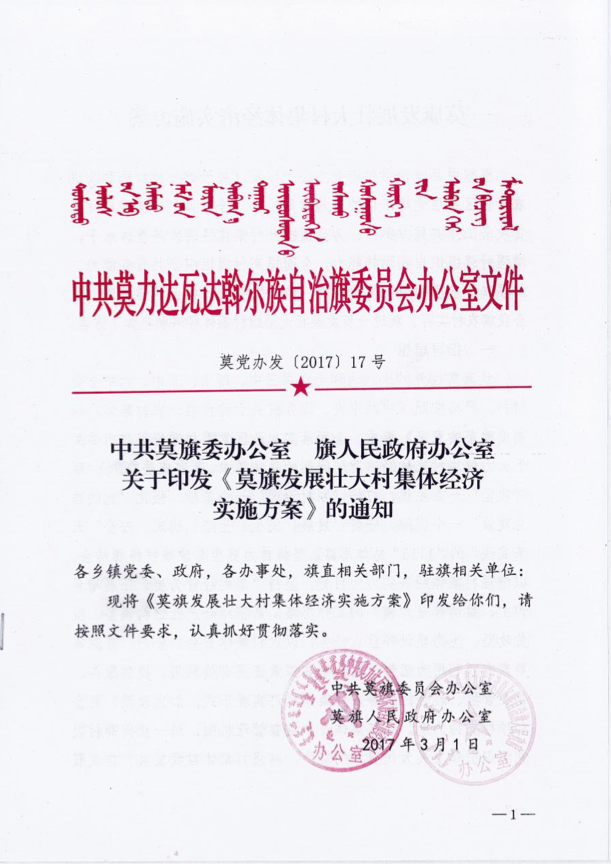 中共莫力达瓦达斡尔族自治旗委员会办公室文件
莫党办发〔2017〕17号
中共莫旗委办公室 旗人民政府办公室
关于印发《莫旗发展壮大村集体经济
实施方案》的通知
各乡镇党委、政府，各办事处，旗直相关部门，驻旗相关单位：
现将《莫旗发展壮大村集体经济实施方案》印发给你们，请
按照文件要求，认真抓好贯彻落实。
中共莫旗委员会办公室
莫旗人民政府办公室
2017年3月1日
办公室
办公室
—1—